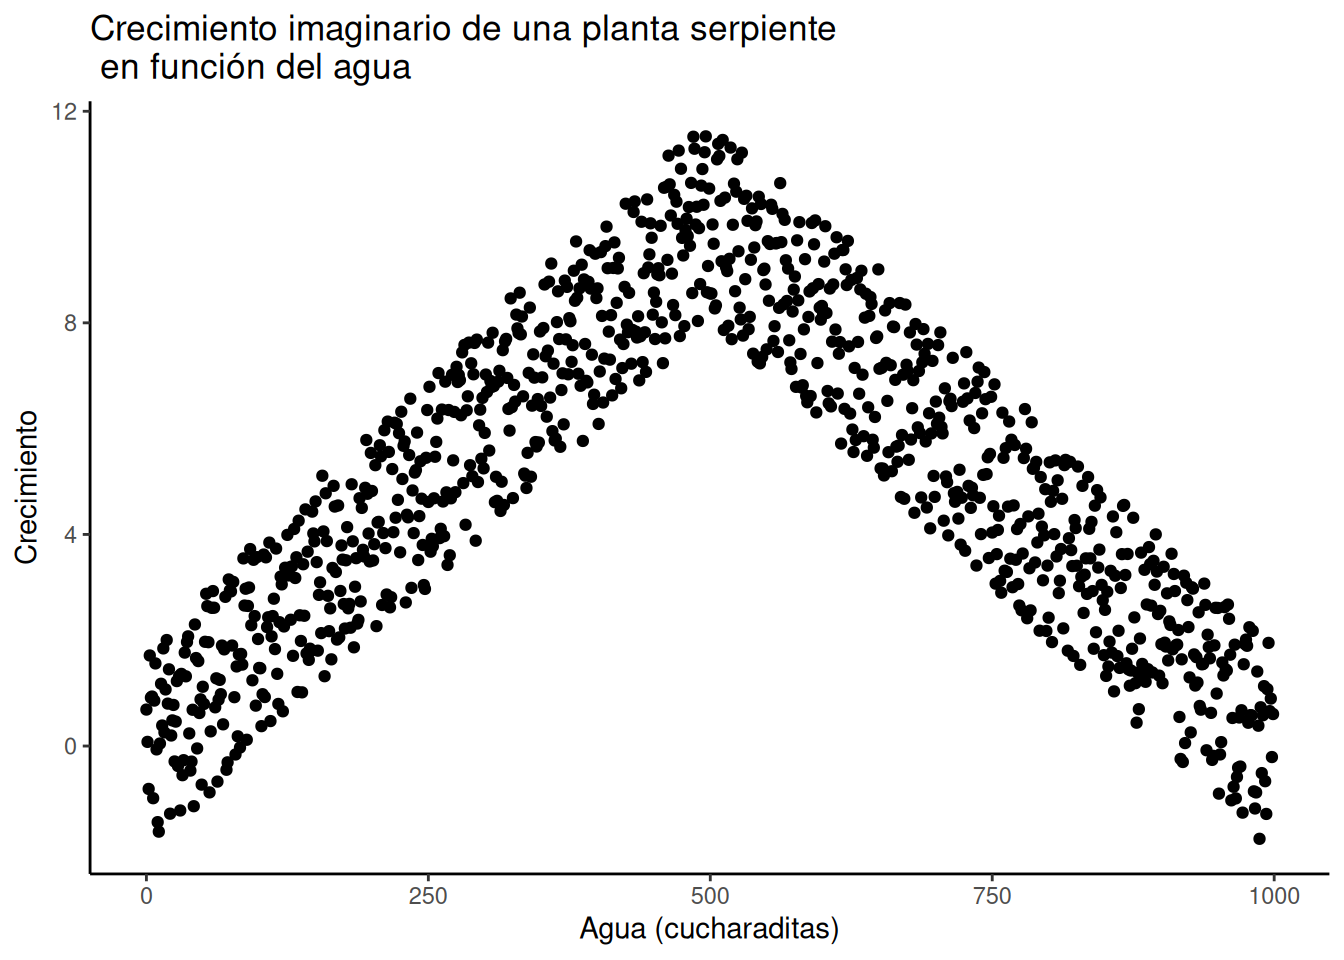 Crecimiento imaginario de una planta serpiente
en función del agua
12
8
4
0
Crecimiento
0 250 500 750 1000
Agua (cucharaditas)